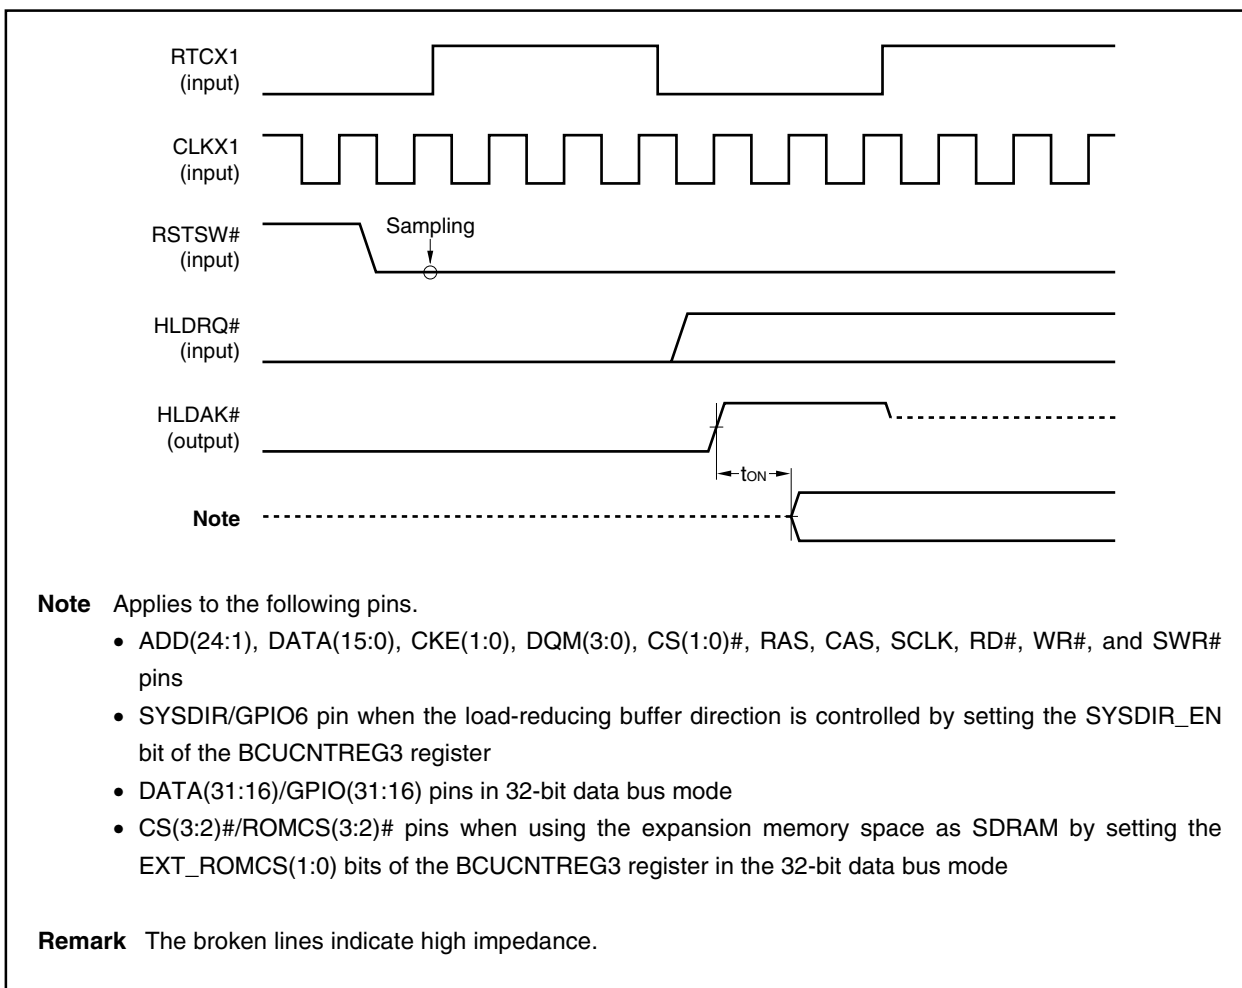 RTCX1
(input)
CLKX1
(input)
RSTSW#
(input)
Sampling
HLDRQ#
(input)
HLDAK#
(output)
tON
Note
Note Applies to the following pins.
• ADD(24:1), DATA(15:0), CKE(1:0), DQM(3:0), CS(1:0)#, RAS, CAS, SCLK, RD#, WR#, and SWR#
pins
• SYSDIR/GPIO6 pin when the load-reducing buffer direction is controlled by setting the SYSDIR_EN
bit of the BCUCNTREG3 register
• DATA(31:16)/GPIO(31:16) pins in 32-bit data bus mode
• CS(3:2)#/ROMCS(3:2)# pins when using the expansion memory space as SDRAM by setting the
EXT_ROMCS(1:0) bits of the BCUCNTREG3 register in the 32-bit data bus mode
Remark The broken lines indicate high impedance.